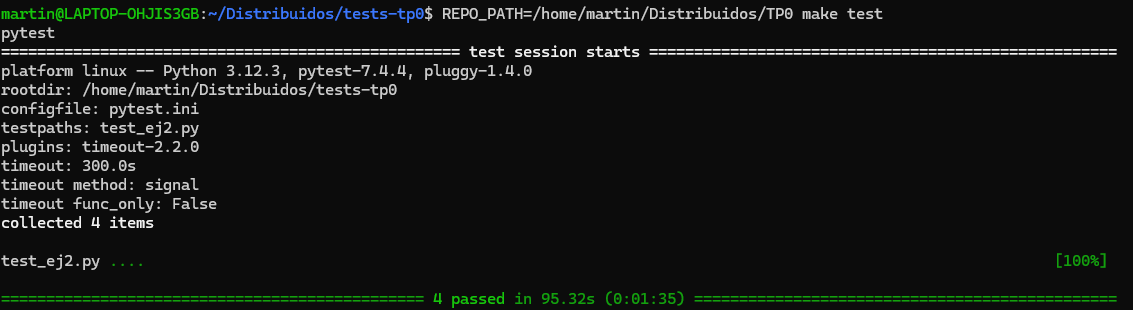 martin@LAPTOP-OHJIS3GB:~/Distribuidos/tests-tp0$ REPO_PATH=/home/martin/Distribuidos/TP0 make test
pytest
=================================================== test session starts ====================================================
platform linux -- Python 3.12.3, pytest-7.4.4, pluggy-1.4.0
rootdir: /home/martin/Distribuidos/tests-tp0
configfile: pytest.ini
testpaths: test_ej2.py
plugins: timeout-2.2.0
timeout: 300.0s
timeout method: signal
timeout func_only: False
collected 4 items
test_ej2.py .... [100%]
=============================================== 4 passed in 95.32s (0:01:35) ===============================================